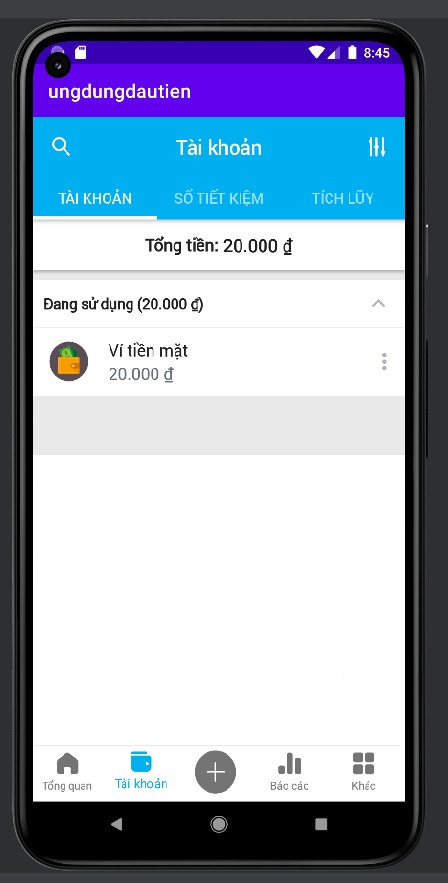 8:45
ungdungdautien
Tài khoản
TÀI KHOẢN SỔ TIẾT KIỆM TÍCH LŨY
Tổng tiền: 20.000 ₫
Đang sử dụng (20.000 ₫)
Ví tiền mặt
20.000 ₫
Tổng quan Tài khoản Bác các Khác